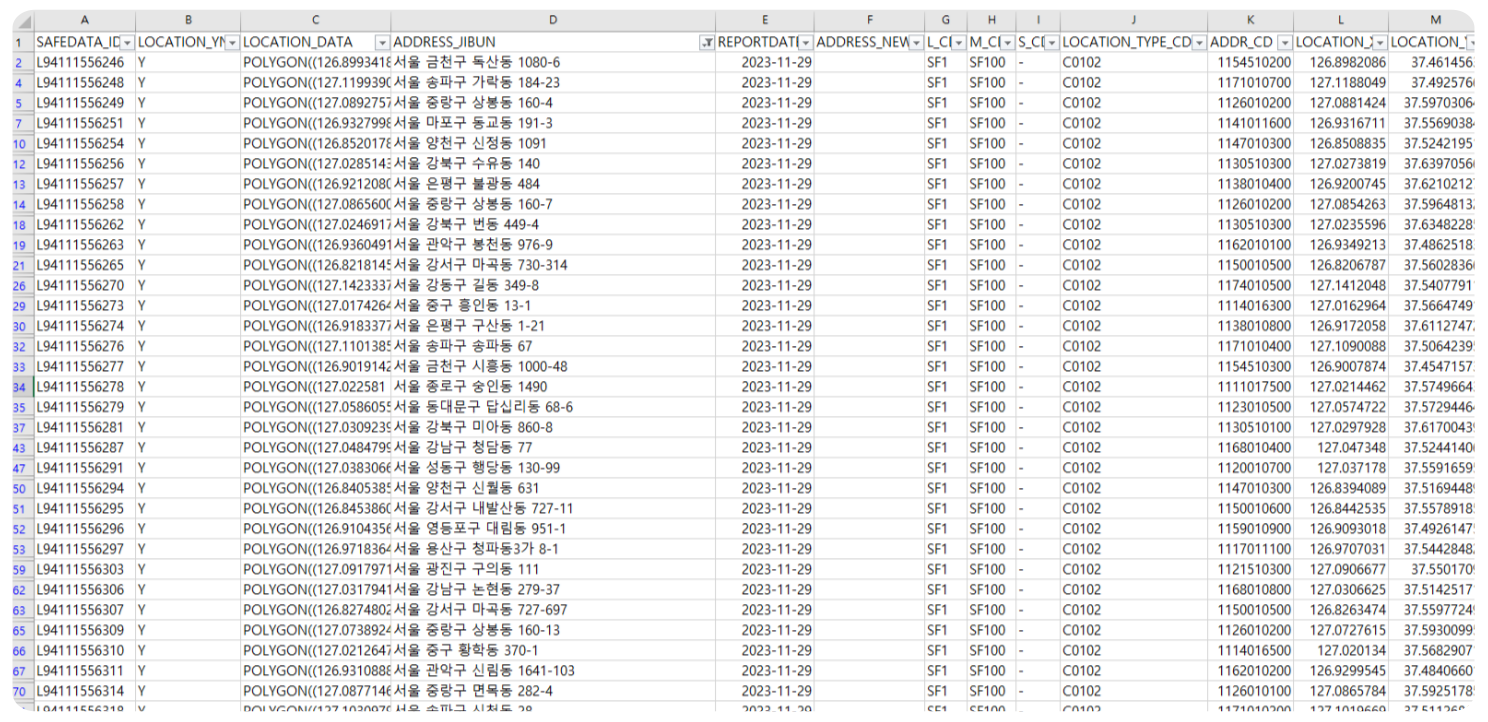 A B C D E F G H I J K L M
1 SAFEDATA_ID LOCATION_YN LOCATION_DATA ADDRESS_JIBUN REPORTDATE ADDRESS_NEW L_CD M_CD S_CD LOCATION_TYPE_CD ADDR_CD LOCATION_X LOCATION_Y
2 L94111556246 Y POLYGON((126.8993418 서울 금천구 독산동 1080-6 2023-11-29 SF1 SF100 - C0102 1154510200 126.8982086 37.461456
4 L94111556248 Y POLYGON((127.1199390 서울 송파구 가락동 184-23 2023-11-29 SF1 SF100 - C0102 1171010700 127.1188049 37.492576
5 L94111556249 Y POLYGON((127.0892757 서울 중랑구 상봉동 160-4 2023-11-29 SF1 SF100 - C0102 1126010200 127.0881424 37.5970306
7 L94111556251 Y POLYGON((126.9327998 서울 마포구 동교동 191-3 2023-11-29 SF1 SF100 - C0102 1141011600 126.9316711 37.5569038
10 L94111556254 Y POLYGON((126.8520178 서울 양천구 신정동 1091 2023-11-29 SF1 SF100 - C0102 1147010300 126.8508835 37.5242195
12 L94111556256 Y POLYGON((127.0285143 서울 강북구 수유동 140 2023-11-29 SF1 SF100 - C0102 1130510300 127.0273819 37.6397056
13 L94111556257 Y POLYGON((126.9212080 서울 은평구 불광동 484 2023-11-29 SF1 SF100 - C0102 1138010400 126.9200745 37.6210212
14 L94111556258 Y POLYGON((127.0865600 서울 중랑구 상봉동 160-7 2023-11-29 SF1 SF100 - C0102 1126010200 127.0854263 37.5964813
18 L94111556262 Y POLYGON((127.0246917 서울 강북구 번동 449-4 2023-11-29 SF1 SF100 - C0102 1130510300 127.0235596 37.6348228
19 L94111556263 Y POLYGON((126.9360491 서울 관악구 봉천동 976-9 2023-11-29 SF1 SF100 - C0102 1162010100 126.9349213 37.4862518
21 L94111556265 Y POLYGON((126.8218145 서울 강서구 마곡동 730-314 2023-11-29 SF1 SF100 - C0102 1150010500 126.8206787 37.5602836
26 L94111556270 Y POLYGON((127.1423337 서울 강동구 길동 349-8 2023-11-29 SF1 SF100 - C0102 1174010500 127.1412048 37.5407791
29 L94111556273 Y POLYGON((127.0174264 서울 중구 흥인동 13-1 2023-11-29 SF1 SF100 - C0102 1114016300 127.0162964 37.5664749
30 L94111556274 Y POLYGON((126.9183377 서울 은평구 구산동 1-21 2023-11-29 SF1 SF100 - C0102 1138010800 126.9172058 37.6112747
32 L94111556276 Y POLYGON((127.1101385 서울 송파구 송파동 67 2023-11-29 SF1 SF100 - C0102 1171010400 127.1090088 37.5064239
33 L94111556277 Y POLYGON((126.9019142 서울 금천구 시흥동 1000-48 2023-11-29 SF1 SF100 - C0102 1154510300 126.9007874 37.4547157
34 L94111556278 Y POLYGON((127.022581 서울 종로구 숭인동 1490 2023-11-29 SF1 SF100 - C0102 1111017500 127.0214462 37.5749664
35 L94111556279 Y POLYGON((127.0586055 서울 동대문구 답십리동 68-6 2023-11-29 SF1 SF100 - C0102 1123010500 127.0574722 37.5729446
37 L94111556281 Y POLYGON((127.0309239 서울 강북구 미아동 860-8 2023-11-29 SF1 SF100 - C0102 1130510100 127.0297928 37.6170043
43 L94111556287 Y POLYGON((127.0484799 서울 강남구 청담동 77 2023-11-29 SF1 SF100 - C0102 1168010400 127.047348 37.5244140
47 L94111556291 Y POLYGON((127.0383066 서울 성동구 행당동 130-99 2023-11-29 SF1 SF100 - C0102 1120010700 127.037178 37.5591659
50 L94111556294 Y POLYGON((126.8405385 서울 양천구 신월동 631 2023-11-29 SF1 SF100 - C0102 1147010300 126.8394089 37.5169448
51 L94111556295 Y POLYGON((126.8453860 서울 강서구 내발산동 727-11 2023-11-29 SF1 SF100 - C0102 1150010600 126.8442535 37.5578918
52 L94111556296 Y POLYGON((126.9104356 서울 영등포구 대림동 951-1 2023-11-29 SF1 SF100 - C0102 1159010900 126.9093018 37.4926147
53 L94111556297 Y POLYGON((126.9718364 서울 용산구 청파동3가 8-1 2023-11-29 SF1 SF100 - C0102 1117011100 126.9707031 37.5442848
59 L94111556303 Y POLYGON((127.0917971 서울 광진구 구의동 111 2023-11-29 SF1 SF100 - C0102 1121510300 127.0906677 37.550170
62 L94111556306 Y POLYGON((127.0317941 서울 강남구 논현동 279-37 2023-11-29 SF1 SF100 - C0102 1168010800 127.0306625 37.5142517
63 L94111556307 Y POLYGON((126.8274802 서울 강서구 마곡동 727-697 2023-11-29 SF1 SF100 - C0102 1150010500 126.8263474 37.5597724
65 L94111556309 Y POLYGON((127.0738924 서울 중랑구 상봉동 160-13 2023-11-29 SF1 SF100 - C0102 1126010200 127.0727615 37.5930099
66 L94111556310 Y POLYGON((127.0212647 서울 중구 황학동 370-1 2023-11-29 SF1 SF100 - C0102 1114016500 127.020134 37.5682907
67 L94111556311 Y POLYGON((126.9310888 서울 관악구 신림동 1641-103 2023-11-29 SF1 SF100 - C0102 1162010200 126.9299545 37.4840660
70 L94111556314 Y POLYGON((127.0877146 서울 중랑구 면목동 282-4 2023-11-29 SF1 SF100 - C0102 1126010100 127.0865784 37.5925178